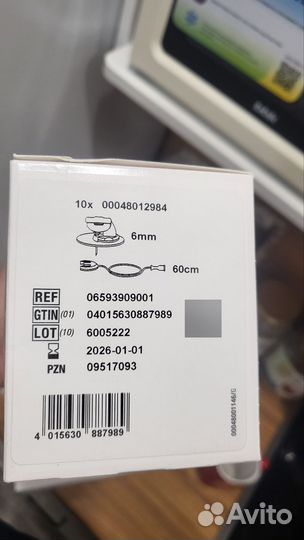 10x 00048012984
6mm
60cm
REF 06593909001
GTIN (01) 04015630887989
LOT (10) 6005222
2026-01-01
PZN 09517093
4 015630 887989
Avito